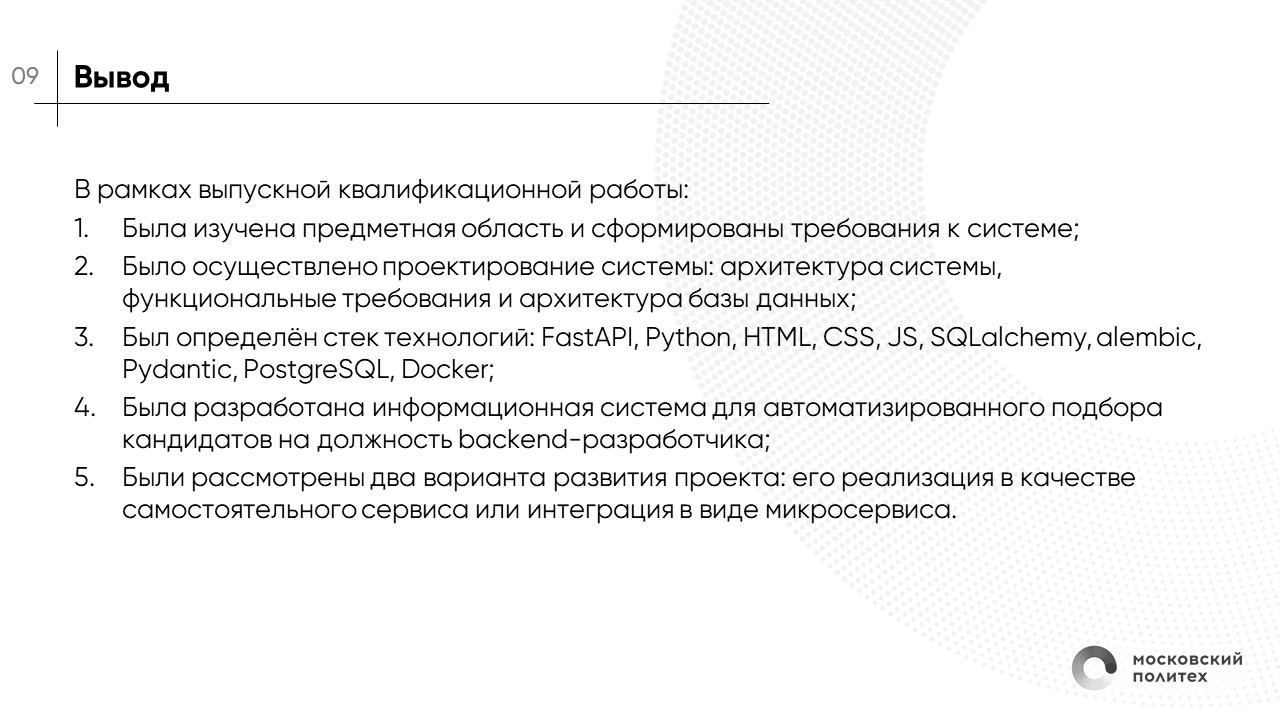 09
Вывод
В рамках выпускной квалификационной работы:
1. Была изучена предметная область и сформированы требования к системе;
2. Было осуществлено проектирование системы: архитектура системы,
функциональные требования и архитектура базы данных;
3. Был определён стек технологий: FastAPI, Python, HTML, CSS, JS, SQLalchemy, alembic,
Pydantic, PostgreSQL, Docker;
4. Была разработана информационная система для автоматизированного подбора
кандидатов на должность backend-разработчика;
5. Были рассмотрены два варианта развития проекта: его реализация в качестве
самостоятельного сервиса или интеграция в виде микросервиса.
МОСКОВСКИЙ
ПОЛИТЕХ